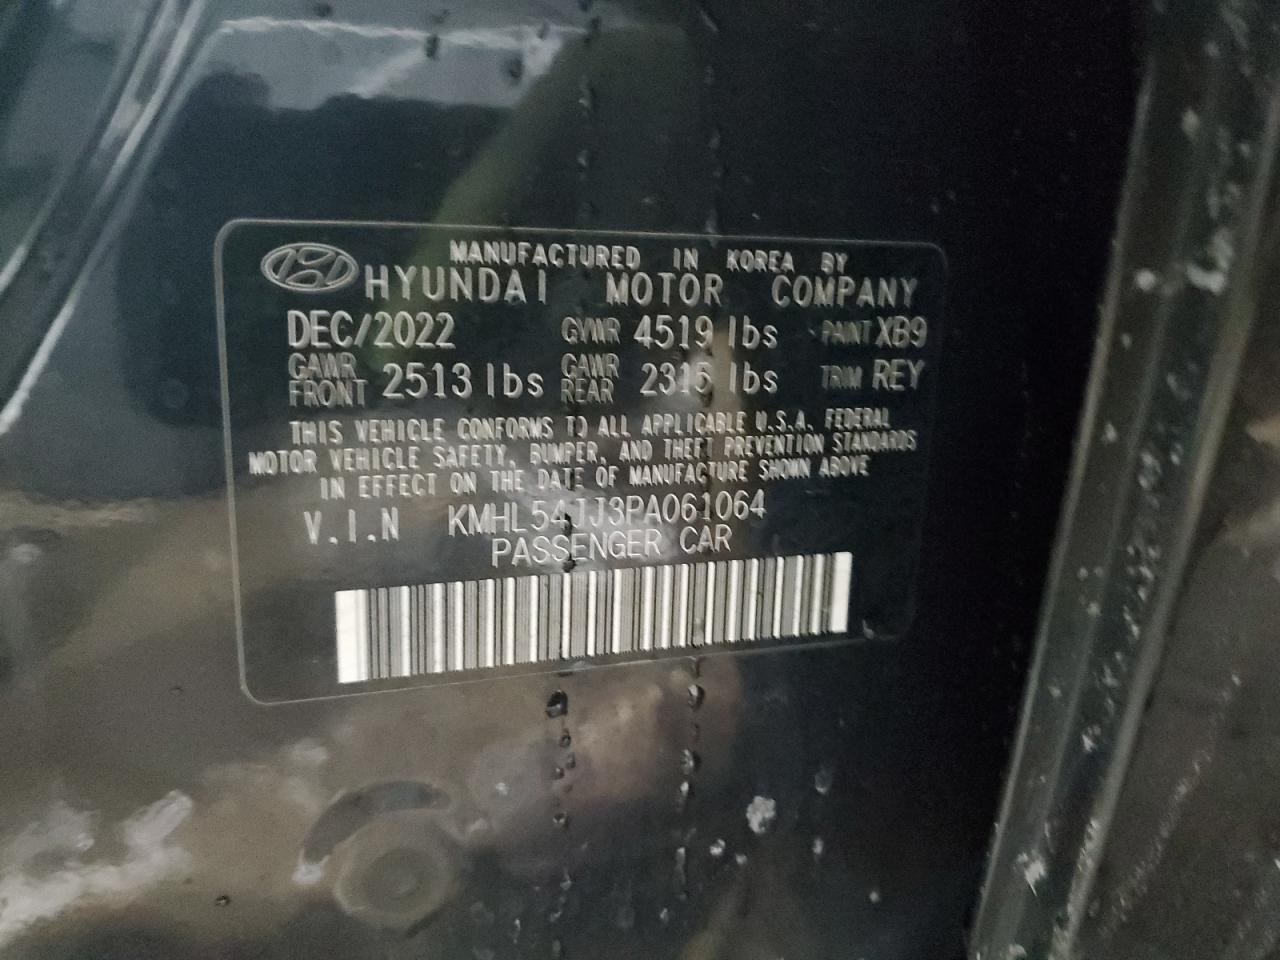 MANUFACTURED IN KOREA BY
HYUNDAI MOTOR COMPANY
DEC/2022 GVWR 4519 lbs PAINT XB9
GAWR FRONT 2513 lbs GAWR REAR 2315 lbs TRIM REY
THIS VEHICLE CONFORMS TO ALL APPLICABLE U.S.A. FEDERAL
MOTOR VEHICLE SAFETY, BUMPER, AND THEFT PREVENTION STANDARDS
IN EFFECT ON THE DATE OF MANUFACTURE SHOWN ABOVE
V.I.N KMHL54JJ3PA061064
PASSENGER CAR